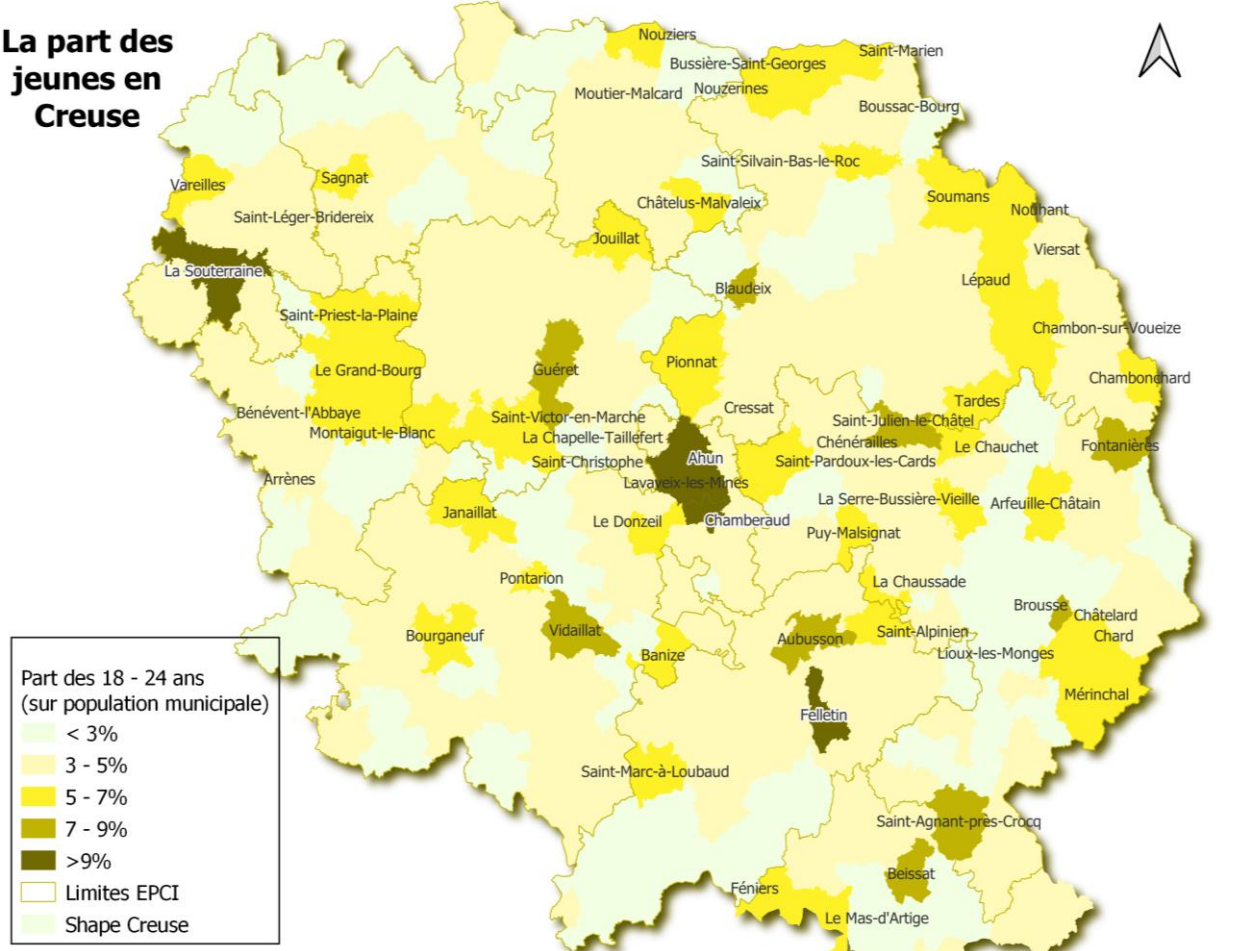 La part des
jeunes en
Creuse
Nouziers
Saint-Marien
Bussière-Saint-Georges
Moutier-Malcard
Nouzerines
Boussac-Bourg
Saint-Silvain-Bas-le-Roc
Vareilles
Sagnat
Châtelus-Malvaleix
Soumans
Nouhant
Saint-Léger-Bridereix
Jouillat
Viersat
La Souterraine
Blaudeix
Lépaud
Saint-Priest-la-Plaine
Chambon-sur-Voueize
Le Grand-Bourg
Guéret
Pionnat
Chambonchard
Bénévent-l'Abbaye
Saint-Victor-en-Marche
Cressat
Tardes
Montaigut-le-Blanc
La Chapelle-Taillefert
Saint-Julien-le-Châtel
Chénérailles
Le Chauchet
Fontanières
Saint-Christophe
Ahun
Saint-Pardoux-les-Cards
Arrènes
Lavaveix-les-Mines
La Serre-Bussière-Vieille
Arfeuille-Châtain
Janaillat
Le Donzeil
Chamberaud
Puy-Malsignat
Pontarion
La Chaussade
Brousse
Châtelard
Bourganeuf
Vidaillat
Aubusson
Saint-Alpinien
Chard
Banize
Lioux-les-Monges
Mérinchal
Felletin
Saint-Marc-à-Loubaud
Saint-Agnant-près-Crocq
Beissat
Féniers
Le Mas-d'Artige
Part des 18 - 24 ans
(sur population municipale)
< 3%
3 - 5%
5 - 7%
7 - 9%
>9%
Limites EPCI
Shape Creuse